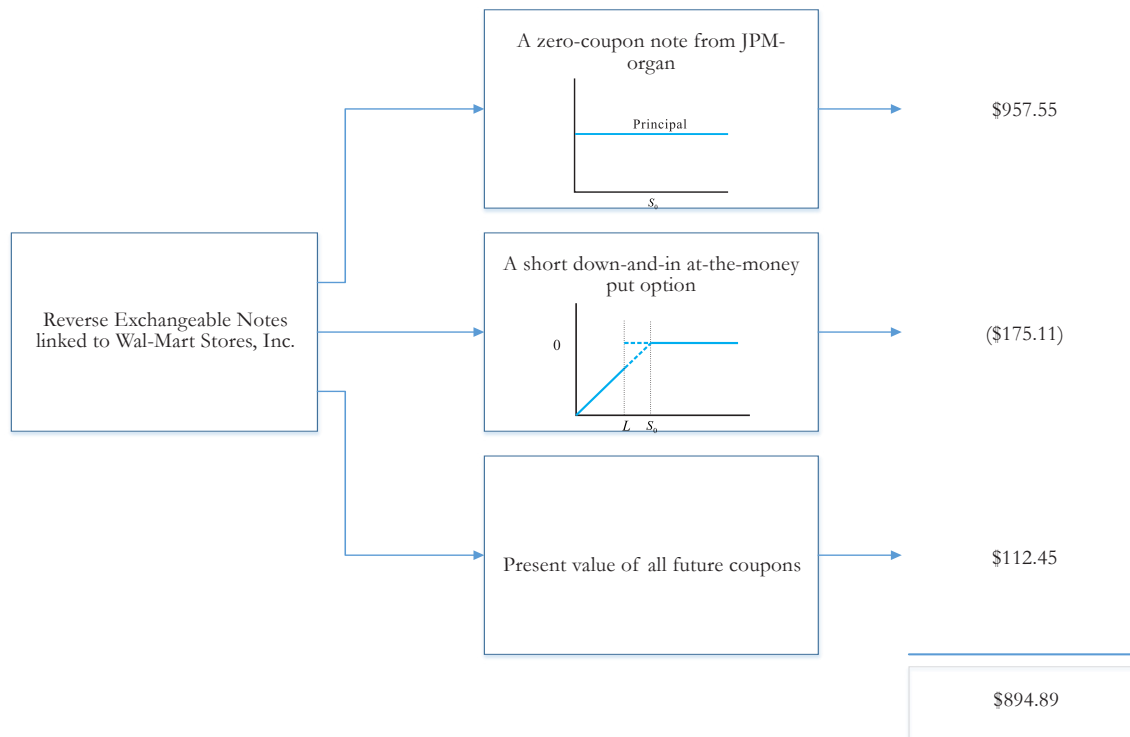 A zero-coupon note from JPM-
organ
Principal
S₀
$957.55
Reverse Exchangeable Notes
linked to Wal-Mart Stores, Inc.
A short down-and-in at-the-money
put option
0
L S₀
($175.11)
Present value of all future coupons
$112.45
$894.89